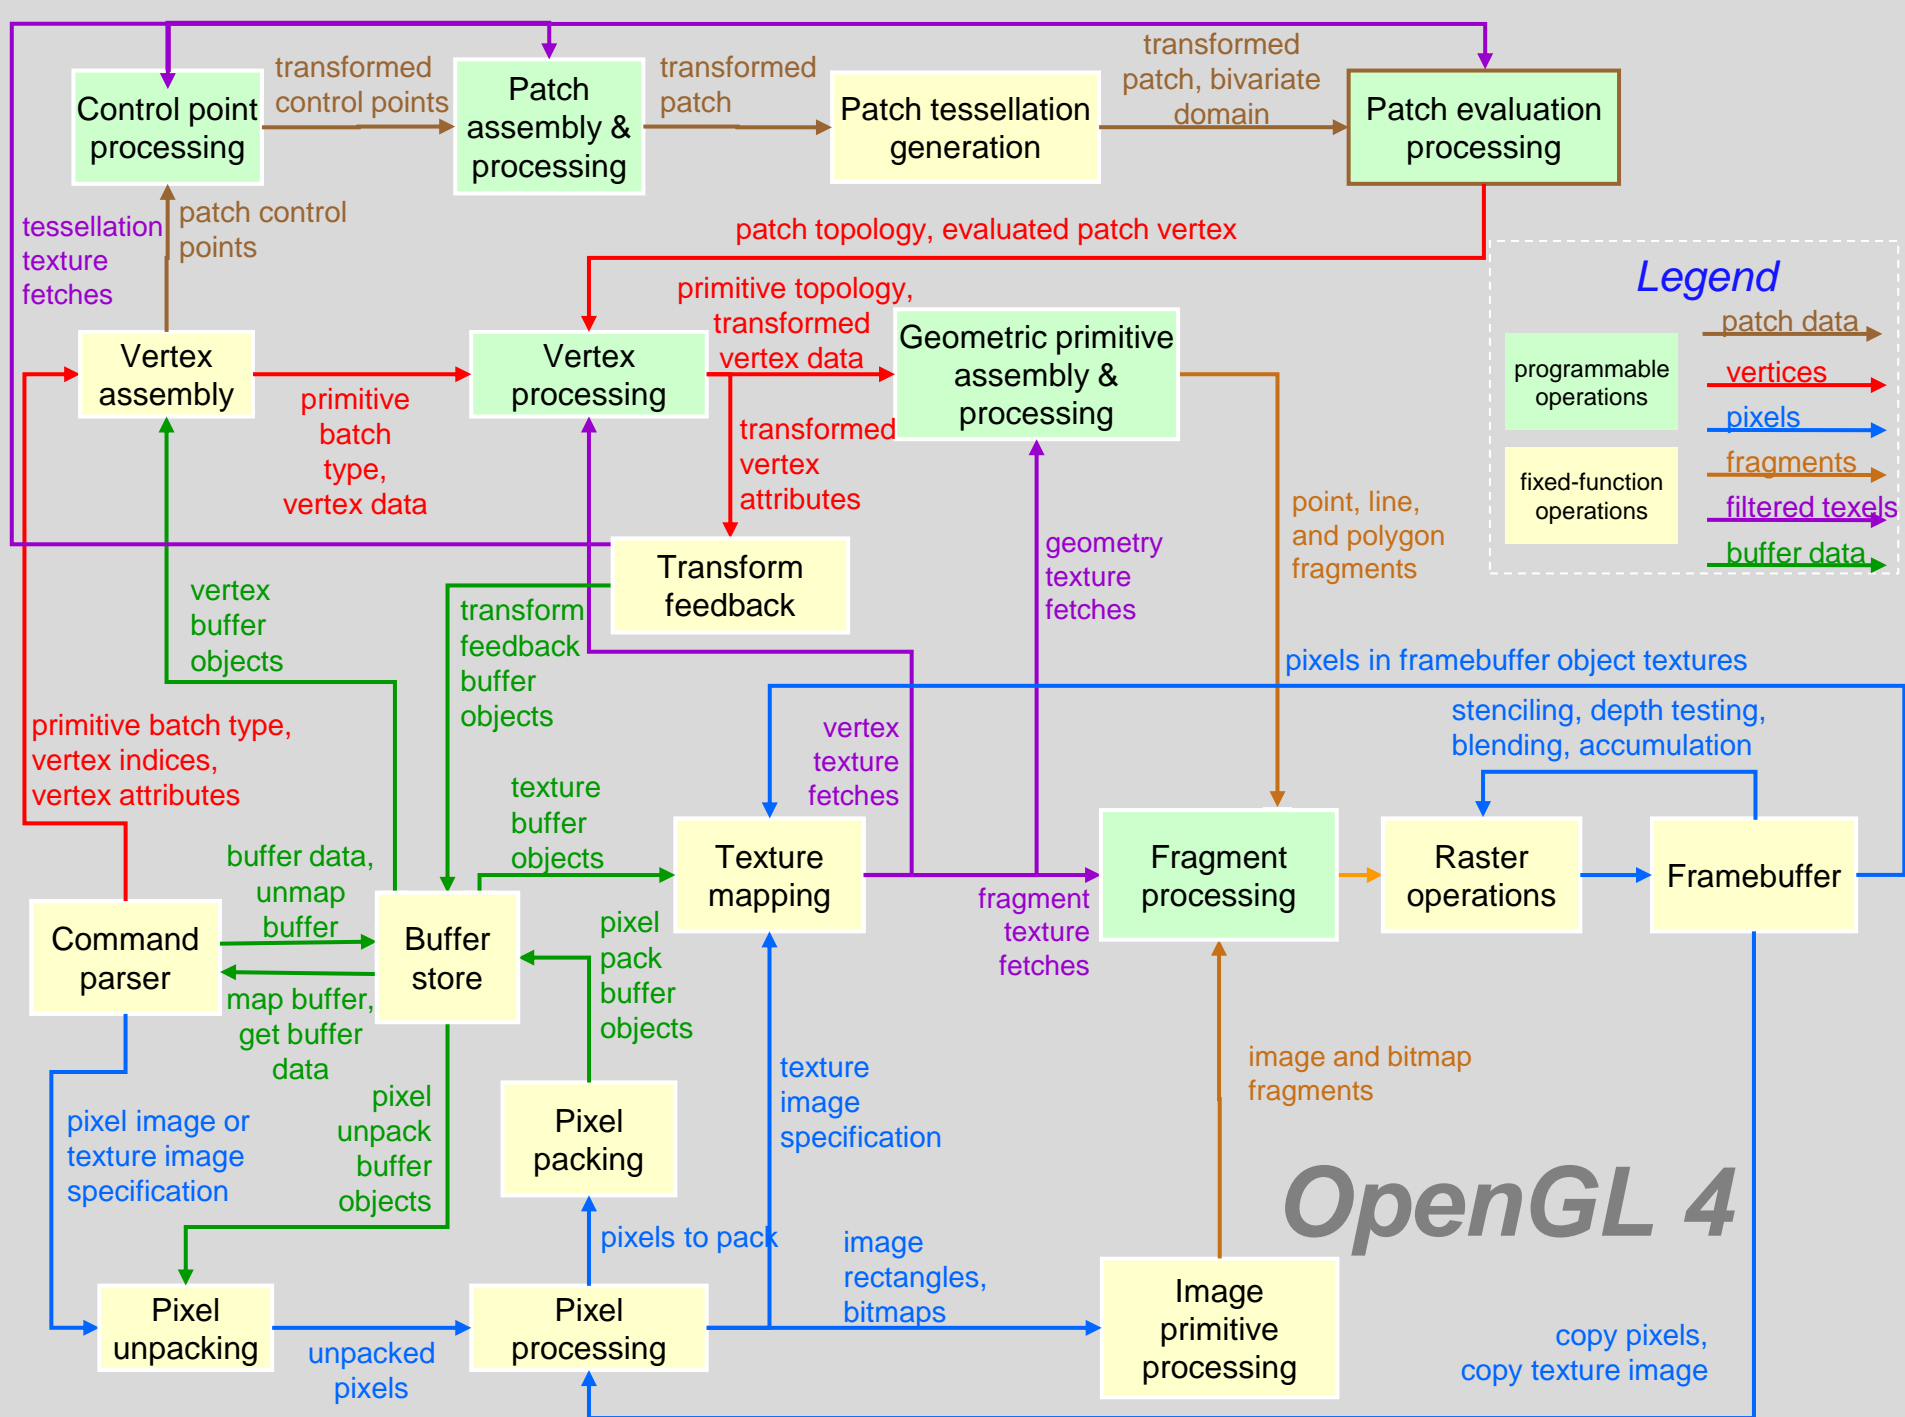 transformed
control points
transformed
patch
transformed
patch, bivariate
domain
Control point
processing
Patch
assembly &
processing
Patch tessellation
generation
Patch evaluation
processing
tessellation
texture
fetches
patch control
points
patch topology, evaluated patch vertex
primitive topology,
transformed
vertex data
Legend
patch data
vertices
pixels
fragments
filtered texels
buffer data
programmable
operations
fixed-function
operations
Vertex
assembly
Vertex
processing
Geometric primitive
assembly &
processing
primitive
batch
type,
vertex data
transformed
vertex
attributes
point, line,
and polygon
fragments
geometry
texture
fetches
Transform
feedback
vertex
buffer
objects
transform
feedback
buffer
objects
pixels in framebuffer object textures
stenciling, depth testing,
blending, accumulation
primitive batch type,
vertex indices,
vertex attributes
vertex
texture
fetches
texture
buffer
objects
buffer data,
unmap
buffer
Texture
mapping
Fragment
processing
Raster
operations
Framebuffer
fragment
texture
fetches
Command
parser
Buffer
store
pixel
pack
buffer
objects
map buffer,
get buffer
data
texture
image
specification
image and bitmap
fragments
pixel image or
texture image
specification
pixel
unpack
buffer
objects
Pixel
packing
OpenGL 4
pixels to pack
image
rectangles,
bitmaps
Pixel
unpacking
unpacked
pixels
Pixel
processing
Image
primitive
processing
copy pixels,
copy texture image